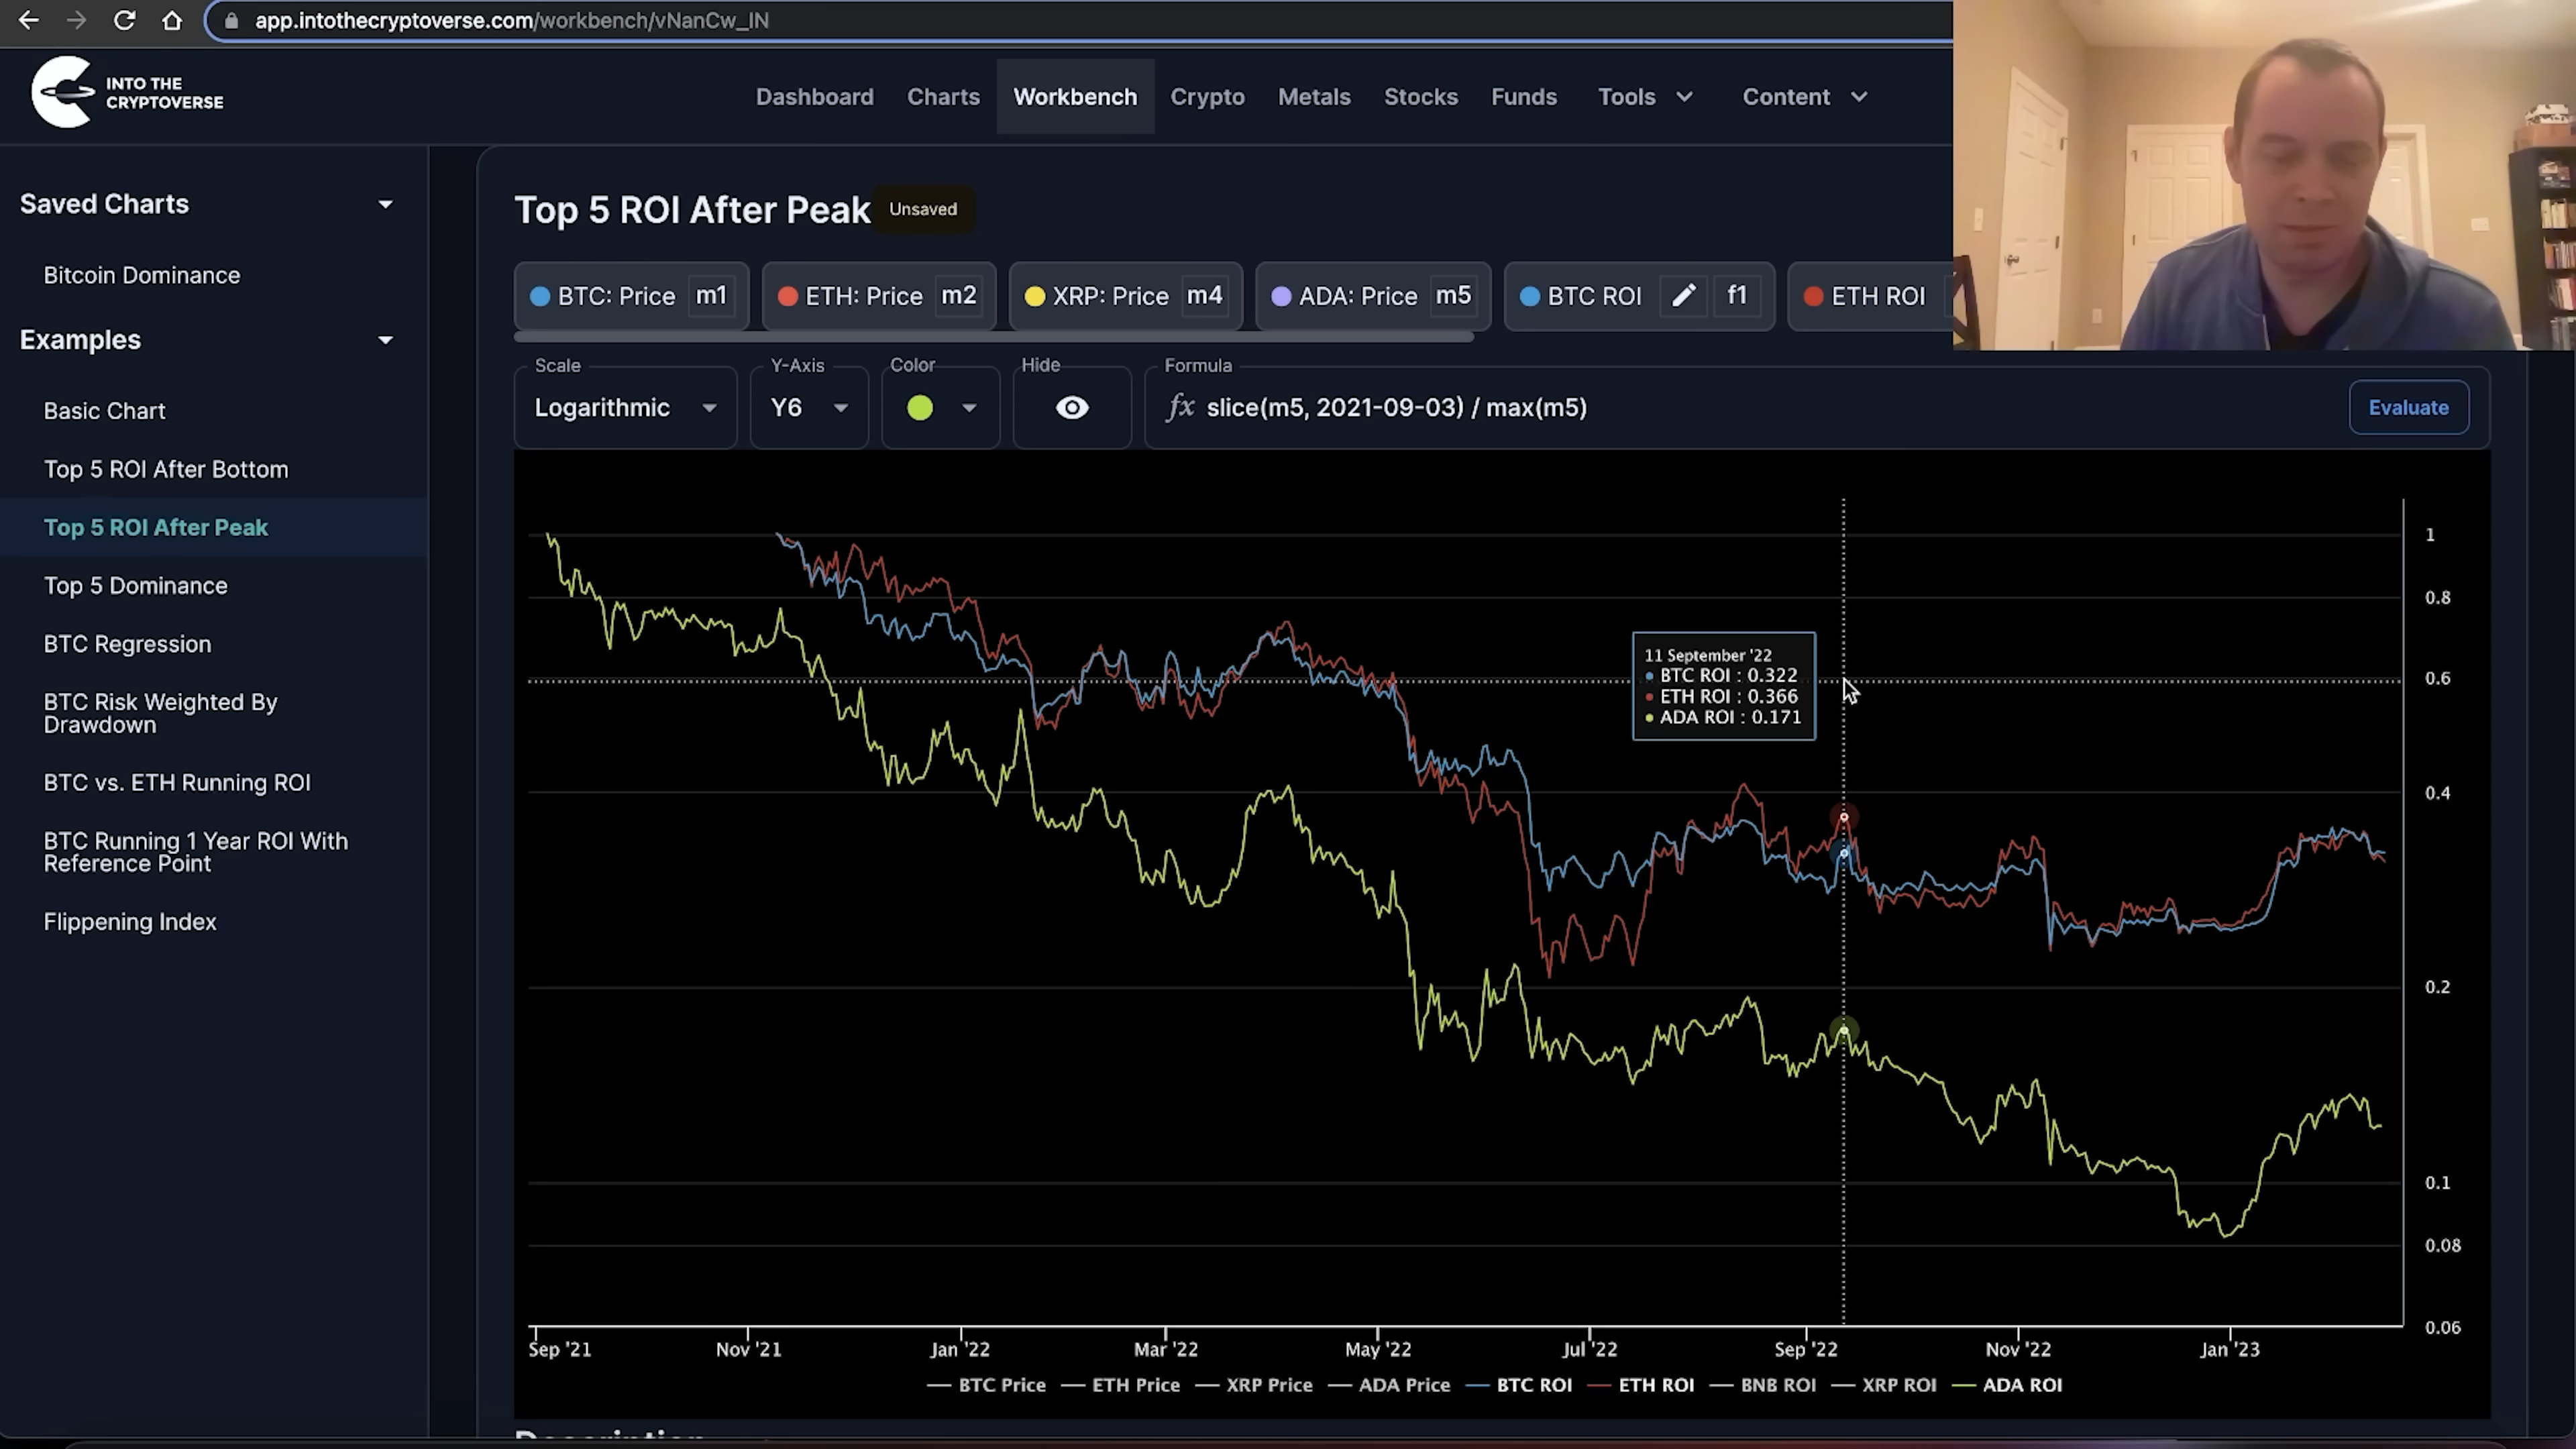 app.intothecryptoverse.com/workbench/vNanCw_IN
INTO THE
CRYPTOVERSE
Dashboard Charts Workbench Crypto Metals Stocks Funds Tools Content
Saved Charts
Bitcoin Dominance
Examples
Basic Chart
Top 5 ROI After Bottom
Top 5 ROI After Peak
Top 5 Dominance
BTC Regression
BTC Risk Weighted By
Drawdown
BTC vs. ETH Running ROI
BTC Running 1 Year ROI With
Reference Point
Flippening Index
Top 5 ROI After Peak Unsaved
BTC: Price m1 ETH: Price m2 XRP: Price m4 ADA: Price m5 BTC ROI f1 ETH ROI
Scale Y-Axis Color Hide Formula
Logarithmic Y6 fx slice(m5, 2021-09-03) / max(m5) Evaluate
11 September '22
BTC ROI : 0.322
ETH ROI : 0.366
ADA ROI : 0.171
1
0.8
0.6
0.4
0.2
0.1
0.08
0.06
Sep '21 Nov '21 Jan '22 Mar '22 May '22 Jul '22 Sep '22 Nov '22 Jan '23
BTC Price ETH Price XRP Price ADA Price BTC ROI ETH ROI BNB ROI XRP ROI ADA ROI
Description